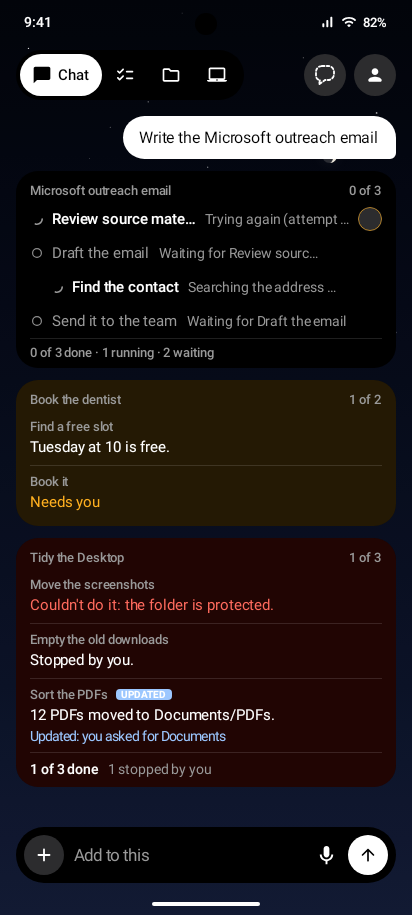 9:41
82%
Chat
Write the Microsoft outreach email
Microsoft outreach email 0 of 3
Review source mate… Trying again (attempt …
Draft the email Waiting for Review sourc…
Find the contact Searching the address …
Send it to the team Waiting for Draft the email
0 of 3 done · 1 running · 2 waiting
Book the dentist 1 of 2
Find a free slot
Tuesday at 10 is free.
Book it
Needs you
Tidy the Desktop 1 of 3
Move the screenshots
Couldn't do it: the folder is protected.
Empty the old downloads
Stopped by you.
Sort the PDFs UPDATED
12 PDFs moved to Documents/PDFs.
Updated: you asked for Documents
1 of 3 done 1 stopped by you
Add to this